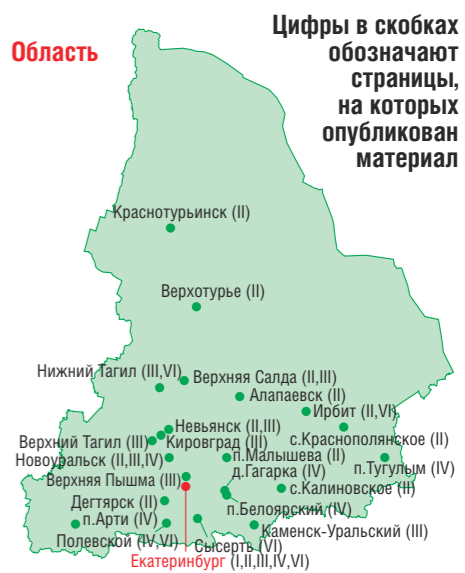 Область
Цифры в скобках
обозначают
страницы,
на которых
опубликован
материал
Краснотурьинск (II)
Верхотурье (II)
Нижний Тагил (III,VI)
Верхняя Салда (II,III)
Алапаевск (II)
Ирбит (II,VI)
Невьянск (II,III)
с.Краснополянское (II)
Верхний Тагил (III)
Кировград (III)
п.Малышева (II)
Новоуральск (II,III,IV)
д.Гагарка (IV)
п.Тугулым (IV)
Верхняя Пышма (III)
с.Калиновское (II)
Дегтярск (II)
п.Белоярский (IV)
п.Арти (IV)
Каменск-Уральский (III)
Полевской (IV,VI)
Сысерть (VI)
Екатеринбург (I,II,III,IV,VI)